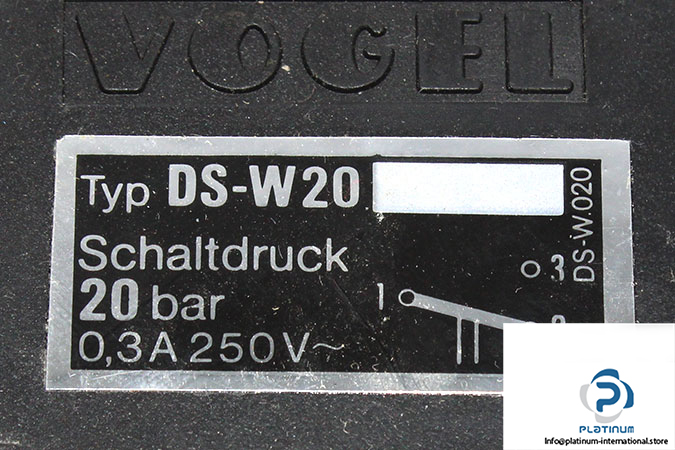 VOGEL
Typ DS-W20
Schaltdruck
20 bar
0,3A 250V~
1
3
DS-W.020
PLATINUM
Info@platinum-international.store